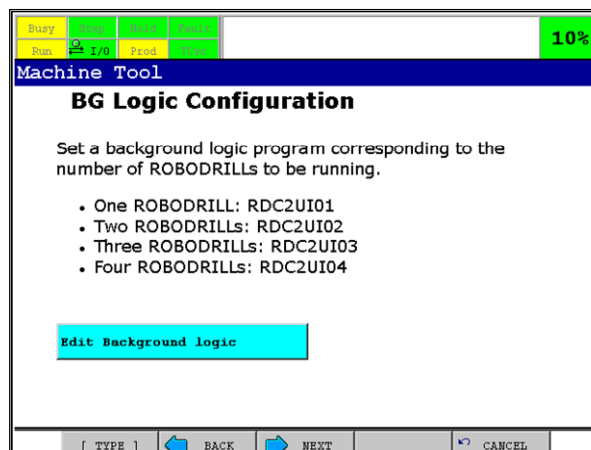 Busy Step Hold Fault
Run I/O Prod TCyc
10%
Machine Tool
BG Logic Configuration
Set a background logic program corresponding to the
number of ROBODRILLs to be running.
• One ROBODRILL: RDC2UI01
• Two ROBODRILLs: RDC2UI02
• Three ROBODRILLs: RDC2UI03
• Four ROBODRILLs: RDC2UI04
Edit Background logic
[ TYPE ] BACK NEXT CANCEL